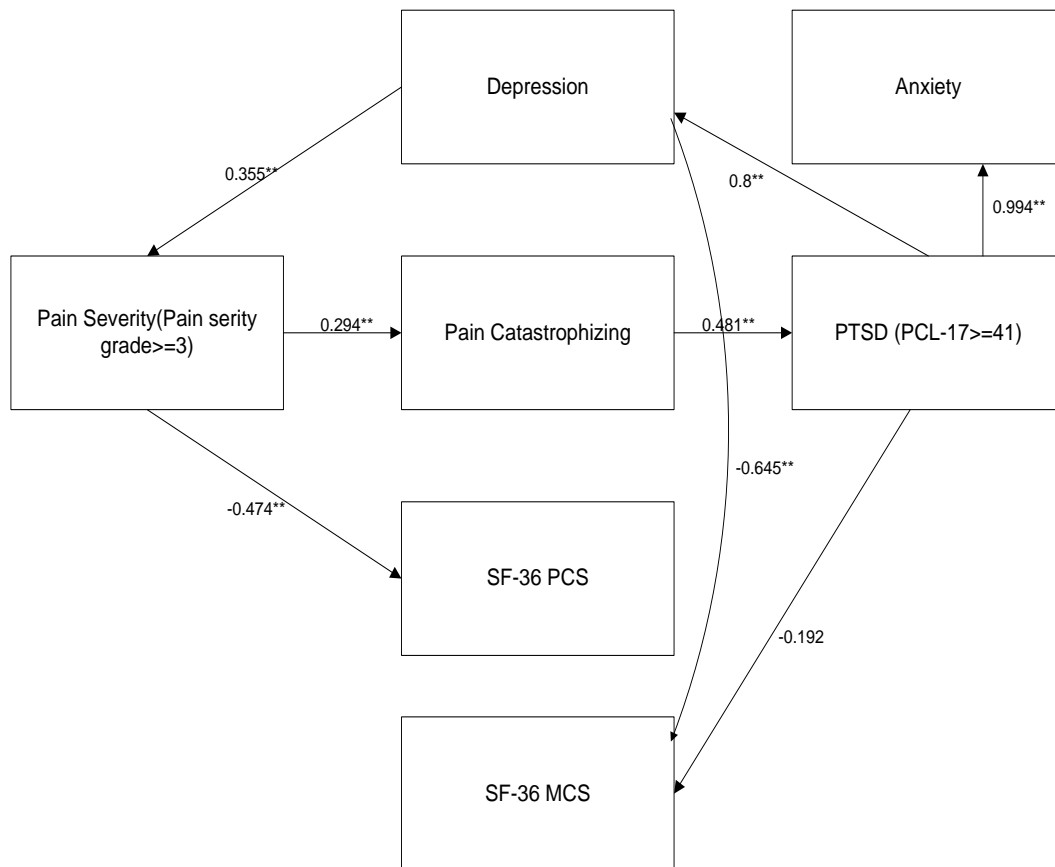 Depression
Anxiety
0.355**
0.8**
0.994**
Pain Severity(Pain serity
grade>=3)
0.294**
Pain Catastrophizing
0.481**
PTSD (PCL-17>=41)
-0.474**
-0.645**
SF-36 PCS
-0.192
SF-36 MCS